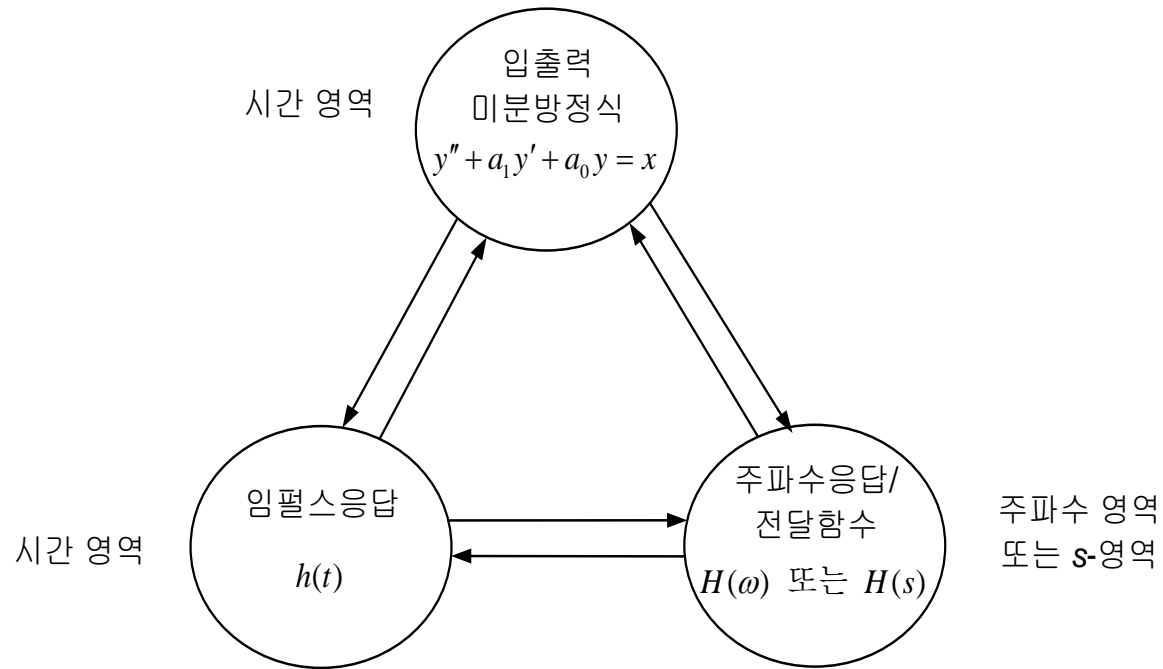 시간 영역
입출력
미분방정식
y″ + a₁y′ + a₀y = x
시간 영역
임펄스응답
h(t)
주파수응답/
전달함수
H(ω) 또는 H(s)
주파수 영역
또는 s-영역